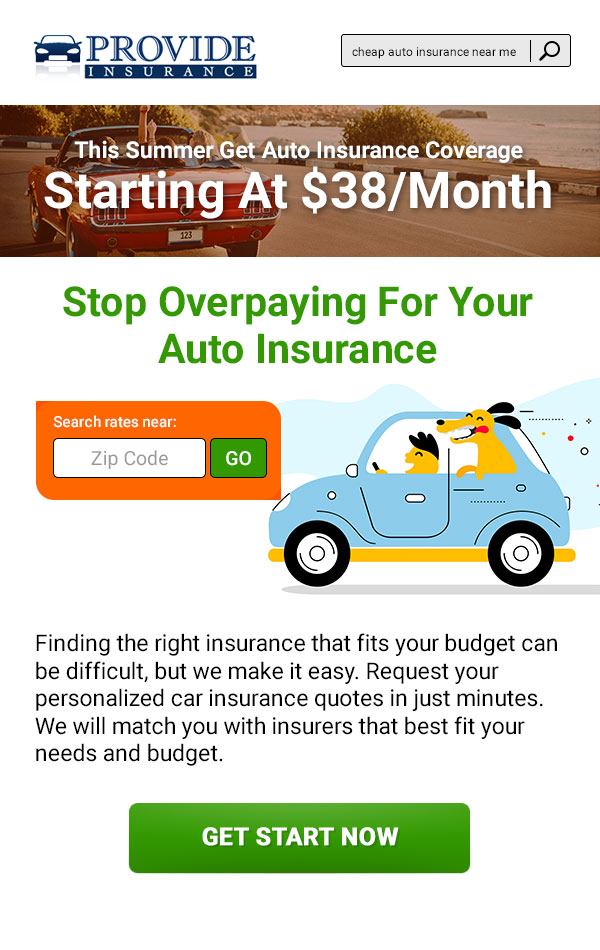 PROVIDE
INSURANCE
cheap auto insurance near me
This Summer Get Auto Insurance Coverage
Starting At $38/Month
123
Stop Overpaying For Your
Auto Insurance
Search rates near:
Zip Code
GO
Finding the right insurance that fits your budget can
be difficult, but we make it easy. Request your
personalized car insurance quotes in just minutes.
We will match you with insurers that best fit your
needs and budget.
GET START NOW